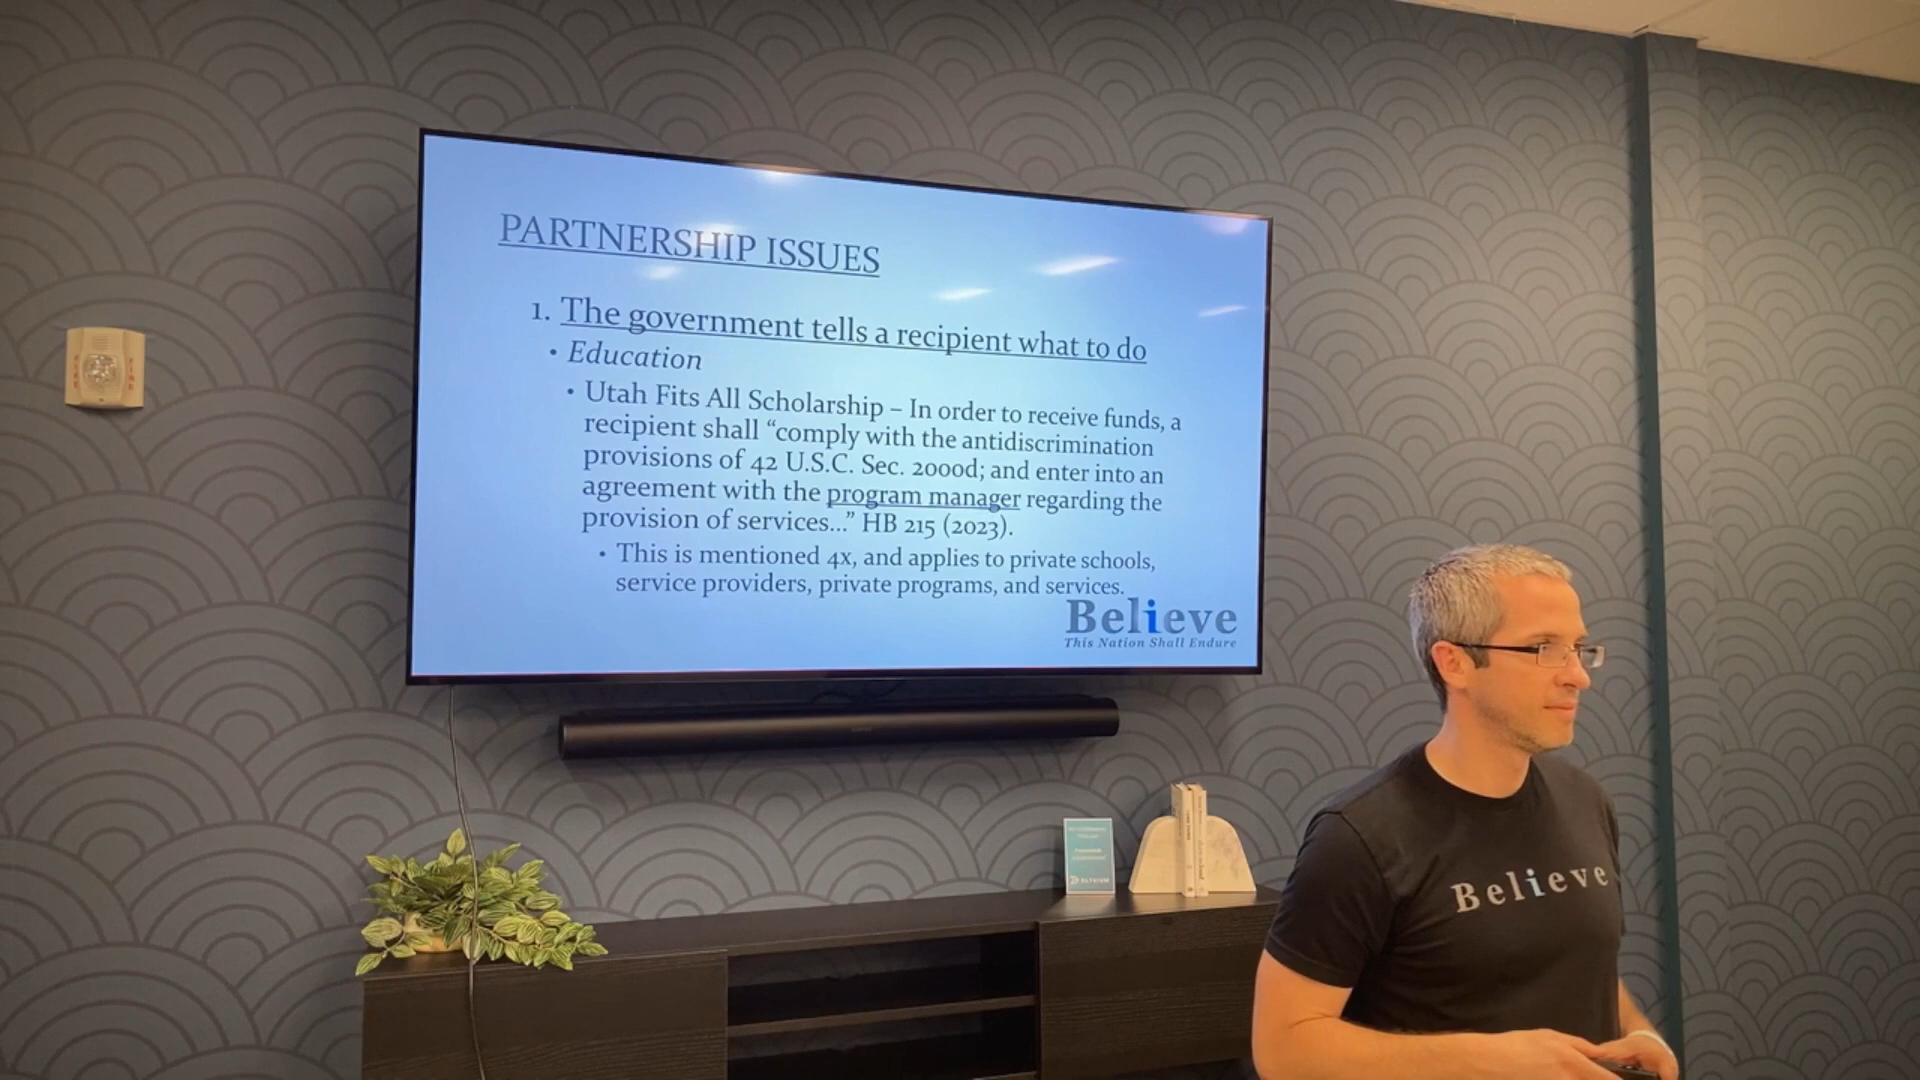 PARTNERSHIP ISSUES
1. The government tells a recipient what to do
• Education
• Utah Fits All Scholarship – In order to receive funds, a
recipient shall “comply with the antidiscrimination
provisions of 42 U.S.C. Sec. 2000d; and enter into an
agreement with the program manager regarding the
provision of services...” HB 215 (2023).
• This is mentioned 4x, and applies to private schools,
service providers, private programs, and services.
Believe
This Nation Shall Endure
Believe
FIRE
FIRE